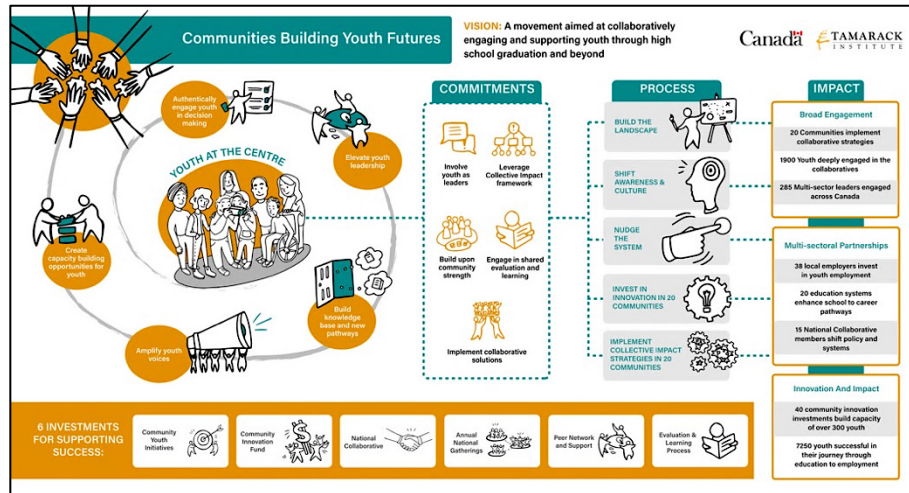 Communities Building Youth Futures
VISION: A movement aimed at collaboratively
engaging and supporting youth through high
school graduation and beyond
Canada
TAMARACK
INSTITUTE
Authentically
engage youth
in decision
making
Elevate youth
leadership
YOUTH AT THE CENTRE
Create
capacity building
opportunities for
youth
Build
knowledge
base and new
pathways
Amplify youth
voices
COMMITMENTS
Involve
youth as
leaders
Leverage
Collective Impact
framework
Build upon
community
strength
Engage in shared
evaluation and
learning
Implement collaborative
solutions
PROCESS
BUILD THE
LANDSCAPE
SHIFT
AWARENESS &
CULTURE
NUDGE
THE
SYSTEM
INVEST IN
INNOVATION IN 20
COMMUNITIES
IMPLEMENT
COLLECTIVE IMPACT
STRATEGIES IN 20
COMMUNITIES
IMPACT
Broad Engagement
20 Communities implement
collaborative strategies
1900 Youth deeply engaged in the
collaboratives
285 Multi-sector leaders engaged
across Canada
Multi-sectoral Partnerships
38 local employers invest
in youth employment
20 education systems
enhance school to career
pathways
15 National Collaborative
members shift policy and
systems
Innovation And Impact
40 community innovation
investments build capacity
of over 300 youth
7250 youth successful in
their journey through
education to employment
6 INVESTMENTS
FOR SUPPORTING
SUCCESS:
Community
Youth
Initiatives
Community
Innovation
Fund
National
Collaborative
Annual
National
Gatherings
Peer Network
and Support
Evaluation &
Learning
Process